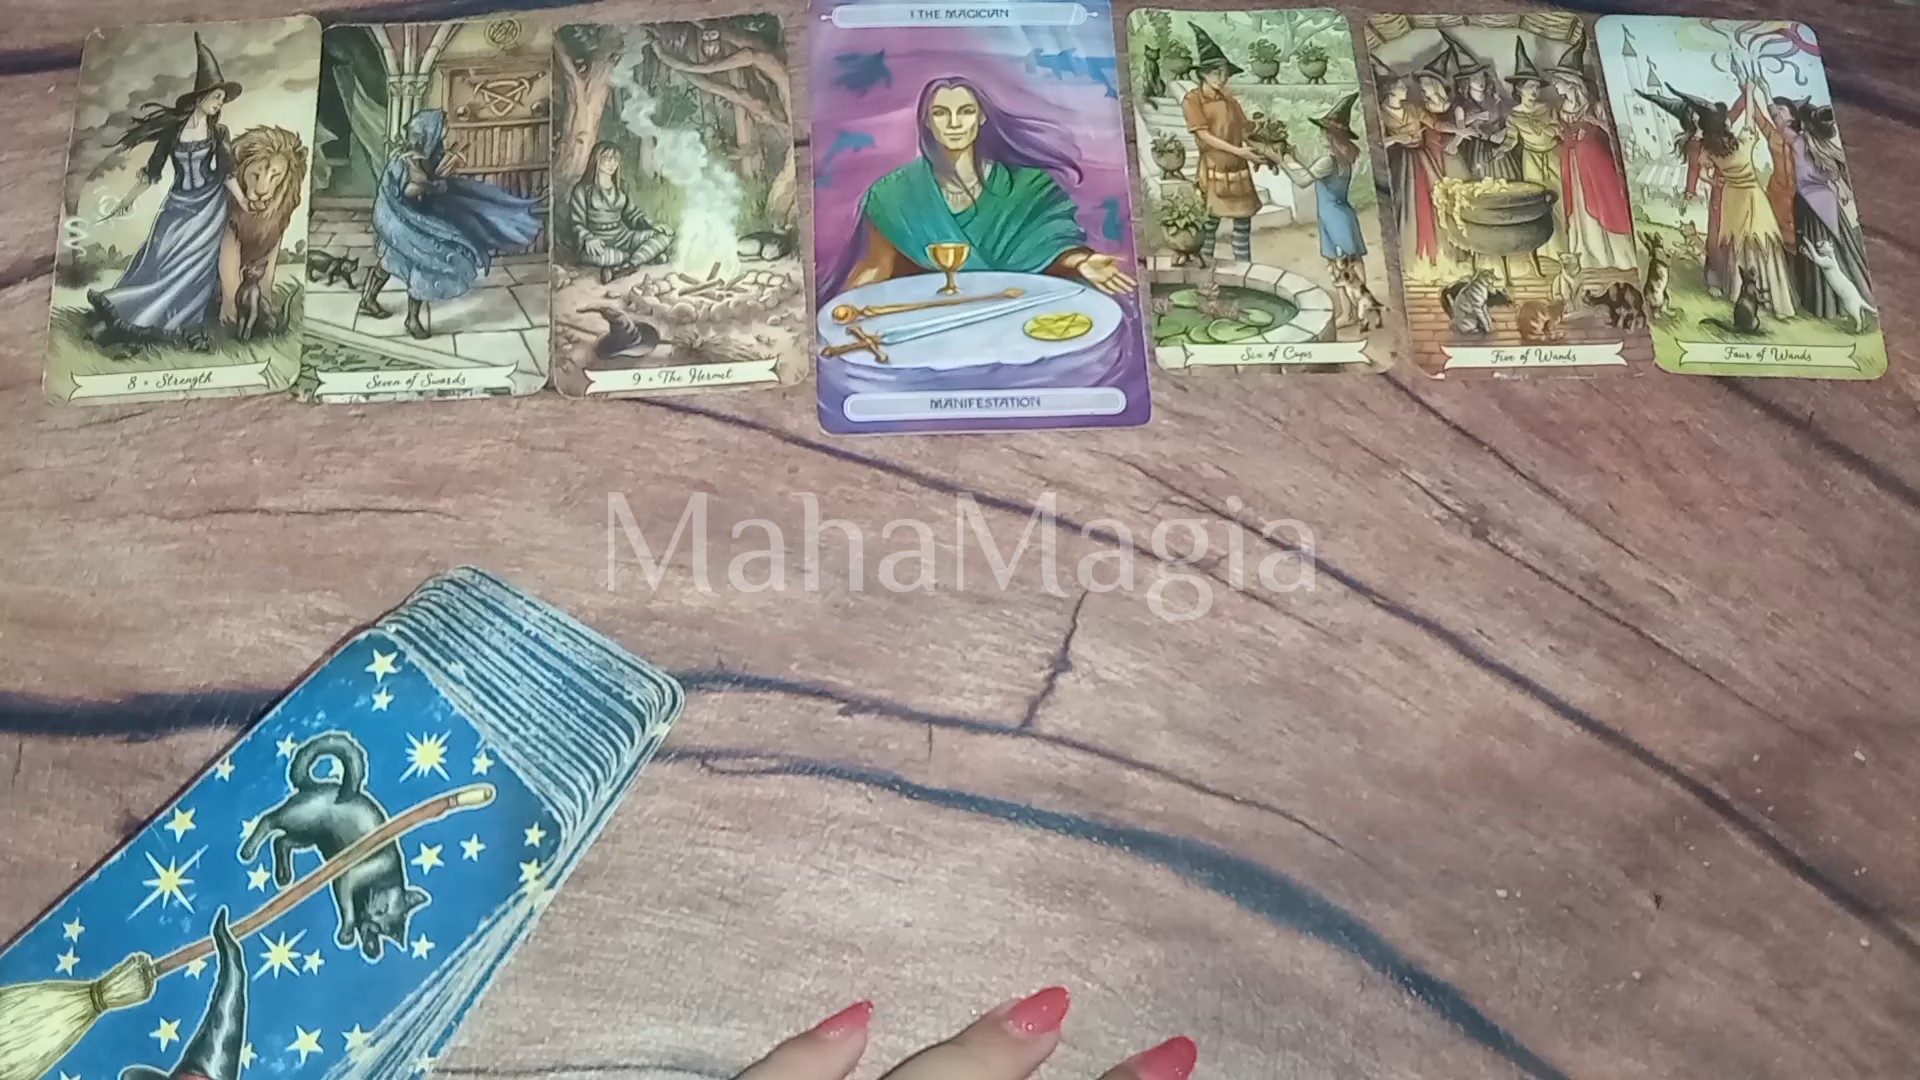 8 • Strength
Seven of Swords
9 • The Hermit
I THE MAGICIAN
MANIFESTATION
Six of Cups
Five of Wands
Four of Wands
MahaMagia